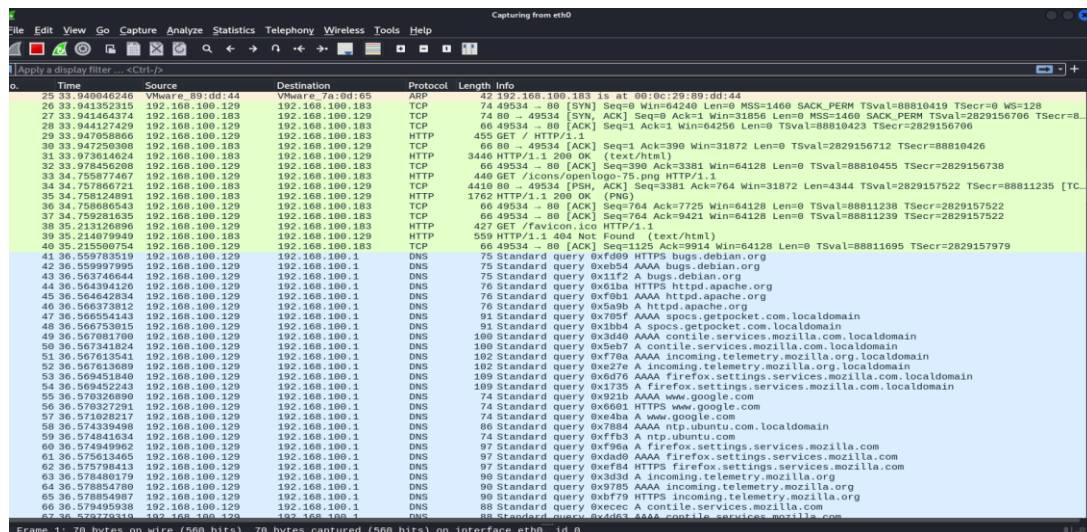 Capturing from eth0
File Edit View Go Capture Analyze Statistics Telephony Wireless Tools Help
Apply a display filter ... <Ctrl-/>
o. Time Source Destination Protocol Length Info
25 33.940046246 VMware_89:dd:44 VMware_7a:0d:65 ARP 42 192.168.100.183 is at 00:0c:29:89:dd:44
26 33.941352315 192.168.100.129 192.168.100.183 TCP 74 49534 → 80 [SYN] Seq=0 Win=64240 Len=0 MSS=1460 SACK_PERM TSval=88810419 TSecr=0 WS=128
27 33.941464374 192.168.100.183 192.168.100.129 TCP 74 80 → 49534 [SYN, ACK] Seq=0 Ack=1 Win=31856 Len=0 MSS=1460 SACK_PERM TSval=2829156706 TSecr=8…
28 33.944127429 192.168.100.129 192.168.100.183 TCP 66 49534 → 80 [ACK] Seq=1 Ack=1 Win=64256 Len=0 TSval=88810423 TSecr=2829156706
29 33.947058866 192.168.100.129 192.168.100.183 HTTP 455 GET / HTTP/1.1
30 33.947250308 192.168.100.183 192.168.100.129 TCP 66 80 → 49534 [ACK] Seq=1 Ack=390 Win=31872 Len=0 TSval=2829156712 TSecr=88810426
31 33.973614624 192.168.100.183 192.168.100.129 HTTP 3446 HTTP/1.1 200 OK (text/html)
32 33.978456208 192.168.100.129 192.168.100.183 TCP 66 49534 → 80 [ACK] Seq=390 Ack=3381 Win=64128 Len=0 TSval=88810455 TSecr=2829156738
33 34.755877467 192.168.100.129 192.168.100.183 HTTP 440 GET /icons/openlogo-75.png HTTP/1.1
34 34.757866721 192.168.100.183 192.168.100.129 TCP 4410 80 → 49534 [PSH, ACK] Seq=3381 Ack=764 Win=31872 Len=4344 TSval=2829157522 TSecr=88811235 [TC…
35 34.758124891 192.168.100.183 192.168.100.129 HTTP 1762 HTTP/1.1 200 OK (PNG)
36 34.758686543 192.168.100.129 192.168.100.183 TCP 66 49534 → 80 [ACK] Seq=764 Ack=7725 Win=64128 Len=0 TSval=88811238 TSecr=2829157522
37 34.759281635 192.168.100.129 192.168.100.183 TCP 66 49534 → 80 [ACK] Seq=764 Ack=9421 Win=64128 Len=0 TSval=88811239 TSecr=2829157522
38 35.213126896 192.168.100.129 192.168.100.183 HTTP 427 GET /favicon.ico HTTP/1.1
39 35.214079949 192.168.100.183 192.168.100.129 HTTP 559 HTTP/1.1 404 Not Found (text/html)
40 35.215500754 192.168.100.129 192.168.100.183 TCP 66 49534 → 80 [ACK] Seq=1125 Ack=9914 Win=64128 Len=0 TSval=88811695 TSecr=2829157979
41 36.559783519 192.168.100.129 192.168.100.1 DNS 75 Standard query 0xfd09 HTTPS bugs.debian.org
42 36.559997995 192.168.100.129 192.168.100.1 DNS 75 Standard query 0xeb54 AAAA bugs.debian.org
43 36.563746644 192.168.100.129 192.168.100.1 DNS 75 Standard query 0x11f2 A bugs.debian.org
44 36.564394126 192.168.100.129 192.168.100.1 DNS 76 Standard query 0x61ba HTTPS httpd.apache.org
45 36.564642834 192.168.100.129 192.168.100.1 DNS 76 Standard query 0xf0b1 AAAA httpd.apache.org
46 36.566373812 192.168.100.129 192.168.100.1 DNS 76 Standard query 0x5a9b A httpd.apache.org
47 36.566554143 192.168.100.129 192.168.100.1 DNS 91 Standard query 0x705f AAAA spocs.getpocket.com.localdomain
48 36.566753015 192.168.100.129 192.168.100.1 DNS 91 Standard query 0x1bb4 A spocs.getpocket.com.localdomain
49 36.567081700 192.168.100.129 192.168.100.1 DNS 100 Standard query 0x3d40 AAAA contile.services.mozilla.com.localdomain
50 36.567341824 192.168.100.129 192.168.100.1 DNS 100 Standard query 0x5eb7 A contile.services.mozilla.com.localdomain
51 36.567613541 192.168.100.129 192.168.100.1 DNS 102 Standard query 0xf70a AAAA incoming.telemetry.mozilla.org.localdomain
52 36.567613689 192.168.100.129 192.168.100.1 DNS 102 Standard query 0xe27e A incoming.telemetry.mozilla.org.localdomain
53 36.569451840 192.168.100.129 192.168.100.1 DNS 109 Standard query 0x6d76 AAAA firefox.settings.services.mozilla.com.localdomain
54 36.569452243 192.168.100.129 192.168.100.1 DNS 109 Standard query 0x1735 A firefox.settings.services.mozilla.com.localdomain
55 36.570326890 192.168.100.129 192.168.100.1 DNS 74 Standard query 0x921b AAAA www.google.com
56 36.570327291 192.168.100.129 192.168.100.1 DNS 74 Standard query 0x6601 HTTPS www.google.com
57 36.571028217 192.168.100.129 192.168.100.1 DNS 74 Standard query 0xe4ba A www.google.com
58 36.574339498 192.168.100.129 192.168.100.1 DNS 86 Standard query 0x7884 AAAA ntp.ubuntu.com.localdomain
59 36.574841634 192.168.100.129 192.168.100.1 DNS 74 Standard query 0xffb3 A ntp.ubuntu.com
60 36.574949962 192.168.100.129 192.168.100.1 DNS 97 Standard query 0xf96a A firefox.settings.services.mozilla.com
61 36.575613465 192.168.100.129 192.168.100.1 DNS 97 Standard query 0xdad0 AAAA firefox.settings.services.mozilla.com
62 36.575798413 192.168.100.129 192.168.100.1 DNS 97 Standard query 0xef84 HTTPS firefox.settings.services.mozilla.com
63 36.578480179 192.168.100.129 192.168.100.1 DNS 90 Standard query 0x3d3d A incoming.telemetry.mozilla.org
64 36.578854780 192.168.100.129 192.168.100.1 DNS 90 Standard query 0x9785 AAAA incoming.telemetry.mozilla.org
65 36.578854987 192.168.100.129 192.168.100.1 DNS 90 Standard query 0xbf79 HTTPS incoming.telemetry.mozilla.org
66 36.579495938 192.168.100.129 192.168.100.1 DNS 88 Standard query 0xecec A contile.services.mozilla.com
67 36.579779319 192.168.100.129 192.168.100.1 DNS 88 Standard query 0x4d63 AAAA contile.services.mozilla.com
Frame 1: 70 bytes on wire (560 bits), 70 bytes captured (560 bits) on interface eth0, id 0